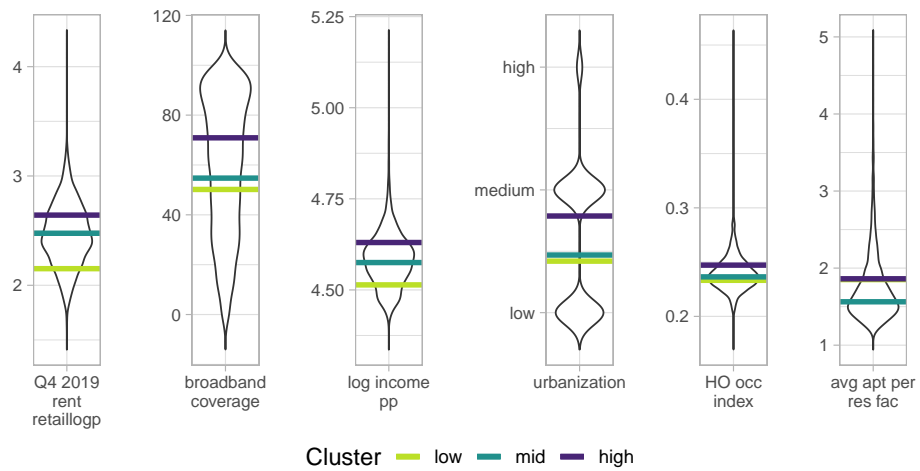 4
3
2
Q4 2019
rent
retaillogp
120
80
40
0
broadband
coverage
5.25
5.00
4.75
4.50
log income
pp
high
medium
low
urbanization
0.4
0.3
0.2
HO occ
index
5
4
3
2
1
avg apt per
res fac
Cluster low mid high